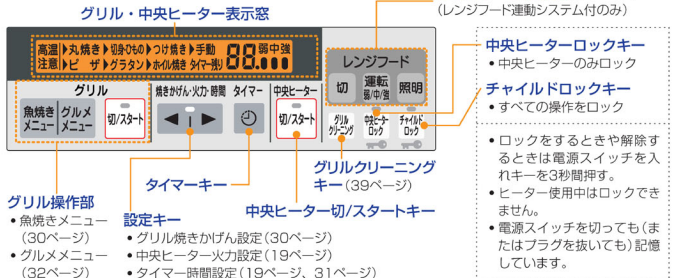 グリル・中央ヒーター表示窓
(レンジフード連動システム付のみ)
高温 ▶丸焼き▶切身ひもの▶つけ焼き▶手動 88 弱中強
注意 ▶ピ ザ▶グラタン▶ホイル焼き タイマー残り
グリル
焼きかげん・火力・時間
タイマー
中央ヒーター
魚焼き
メニュー
グルメ
メニュー
切/スタート
◀ ▶
切/スタート
レンジフード
切
運転
弱/中/強
照明
グリル
クリーニング
中央ヒーター
ロック
チャイルド
ロック
中央ヒーターロックキー
•中央ヒーターのみロック
チャイルドロックキー
•すべての操作をロック
•ロックをするときや解除す
るときは電源スイッチを入
れキーを3秒間押す。
•ヒーター使用中はロックでき
ません。
•電源スイッチを切っても(ま
たはプラグを抜いても)記憶
しています。
グリルクリーニング
キー(39ページ)
タイマーキー
中央ヒーター切/スタートキー
グリル操作部
•魚焼きメニュー
(30ページ)
•グルメメニュー
(32ページ)
設定キー
•グリル焼きかげん設定(30ページ)
•中央ヒーター火力設定(19ページ)
•タイマー時間設定(19ページ、31ページ)